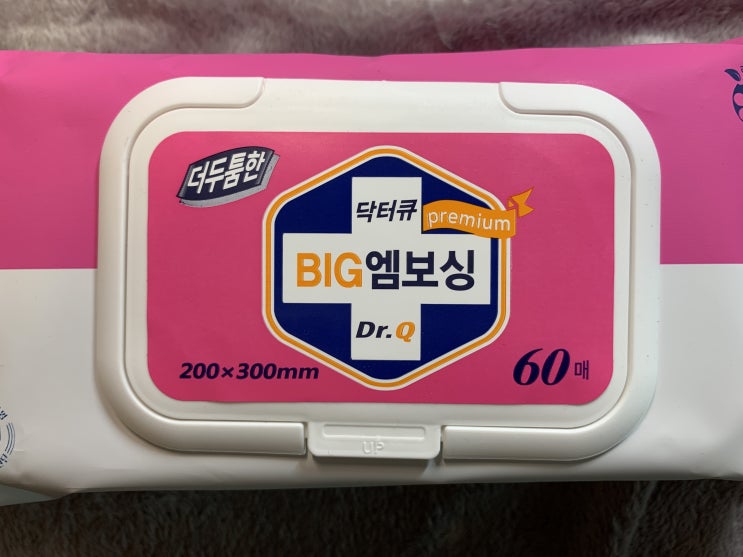 더두툼한
닥터큐
premium
BIG엠보싱
Dr.Q
200×300mm
60매
UP